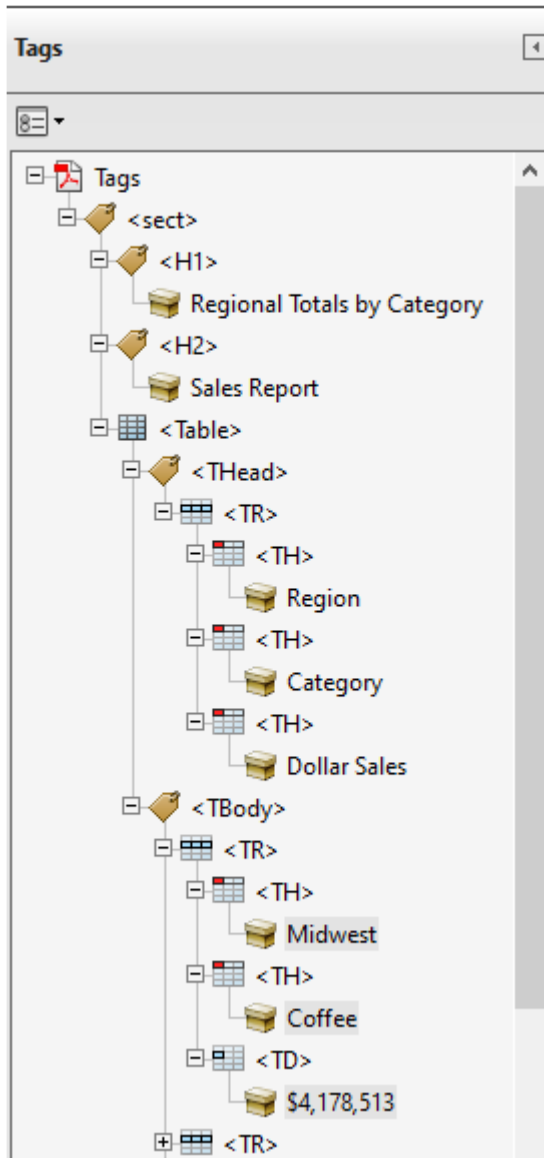 Tags
Tags
<sect>
<H1>
Regional Totals by Category
<H2>
Sales Report
<Table>
<THead>
<TR>
<TH>
Region
<TH>
Category
<TH>
Dollar Sales
<TBody>
<TR>
<TH>
Midwest
<TH>
Coffee
<TD>
$4,178,513
<TR>